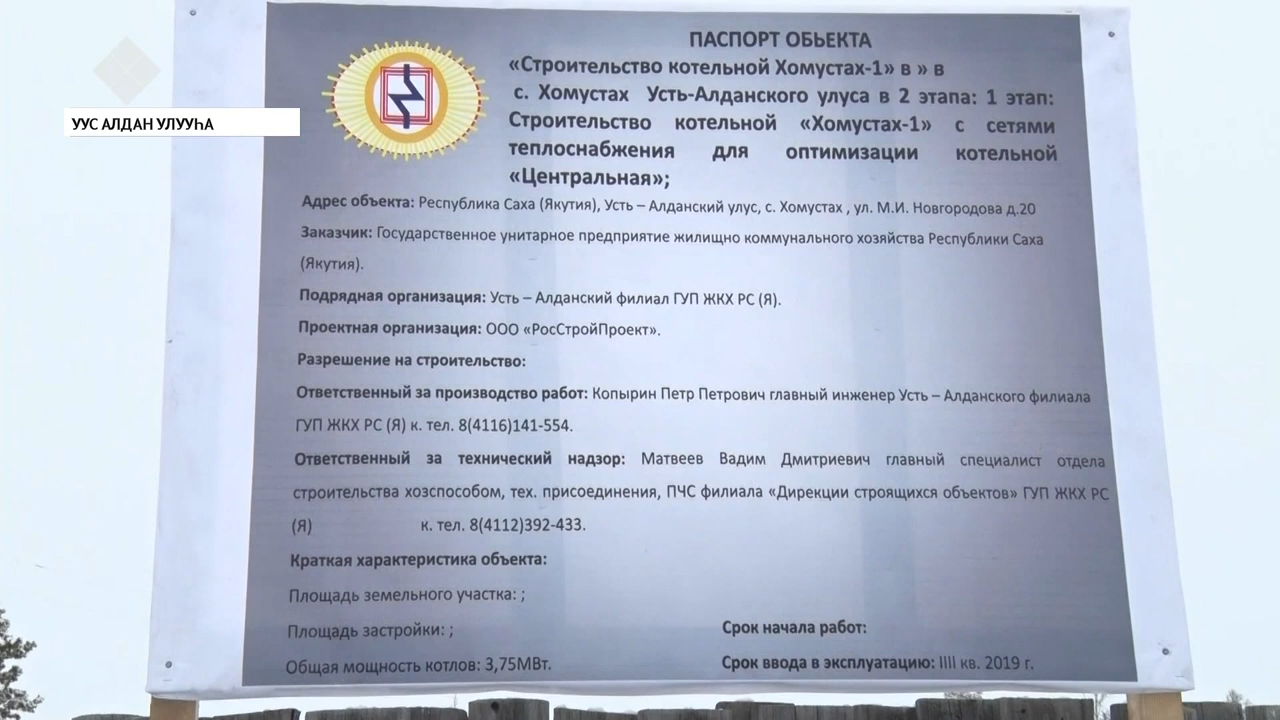 УУС АЛДАН УЛУУҺА
ПАСПОРТ ОБЬЕКТА
«Строительство котельной Хомустах-1» в » в
с. Хомустах Усть-Алданского улуса в 2 этапа: 1 этап:
Строительство котельной «Хомустах-1» с сетями
теплоснабжения для оптимизации котельной
«Центральная»;
Адрес объекта: Республика Саха (Якутия), Усть – Алданский улус, с. Хомустах , ул. М.И. Новгородова д.20
Заказчик: Государственное унитарное предприятие жилищно коммунального хозяйства Республики Саха
(Якутия).
Подрядная организация: Усть – Алданский филиал ГУП ЖКХ РС (Я).
Проектная организация: ООО «РосСтройПроект».
Разрешение на строительство:
Ответственный за производство работ: Копырин Петр Петрович главный инженер Усть – Алданского филиала
ГУП ЖКХ РС (Я) к. тел. 8(4116)141-554.
Ответственный за технический надзор: Матвеев Вадим Дмитриевич главный специалист отдела
строительства хозспособом, тех. присоединения, ПЧС филиала «Дирекции строящихся объектов» ГУП ЖКХ РС
(Я) к. тел. 8(4112)392-433.
Краткая характеристика объекта:
Площадь земельного участка: ;
Площадь застройки: ;
Срок начала работ:
Общая мощность котлов: 3,75МВт.
Срок ввода в эксплуатацию: IIII кв. 2019 г.